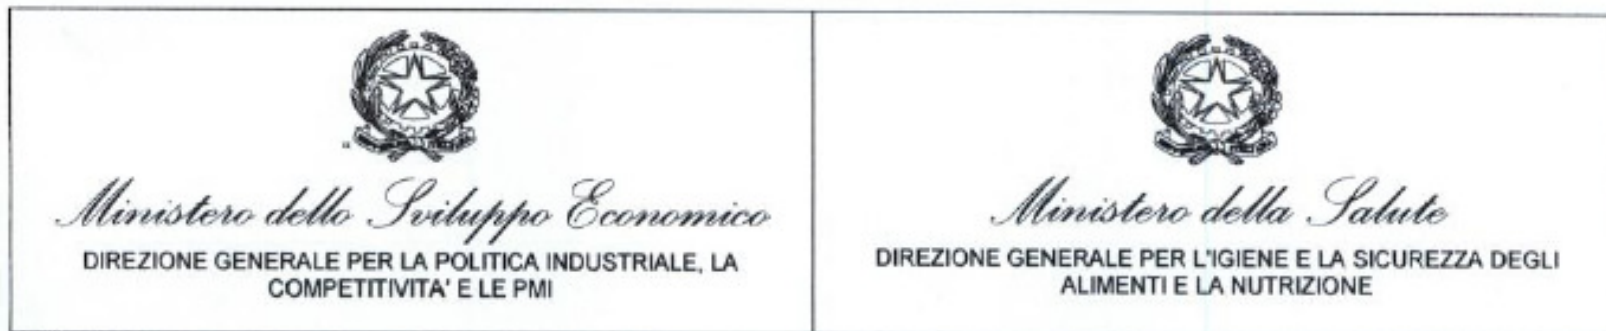 Ministero dello Sviluppo Economico
DIREZIONE GENERALE PER LA POLITICA INDUSTRIALE, LA
COMPETITIVITA' E LE PMI
Ministero della Salute
DIREZIONE GENERALE PER L'IGIENE E LA SICUREZZA DEGLI
ALIMENTI E LA NUTRIZIONE